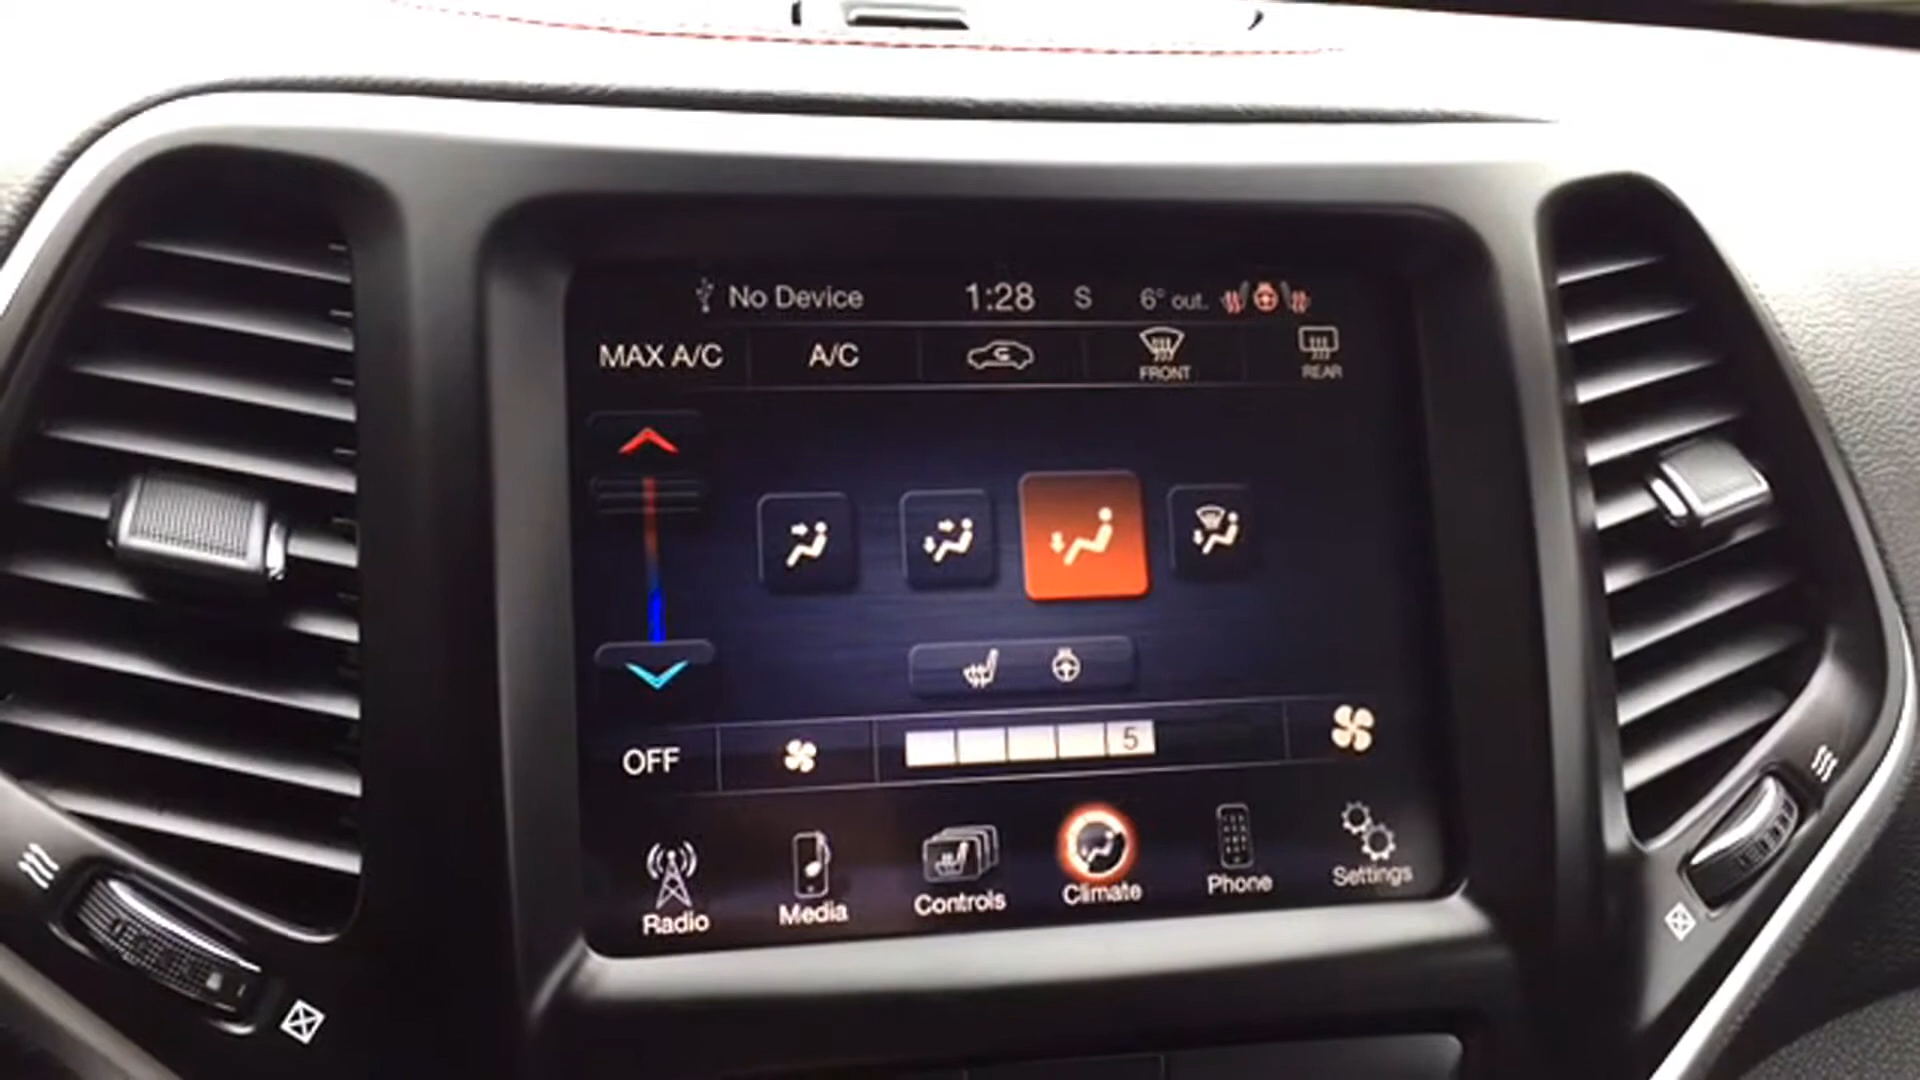 No Device 1:28 S 6° out.
MAX A/C A/C FRONT REAR
OFF 5
Radio Media Controls Climate Phone Settings